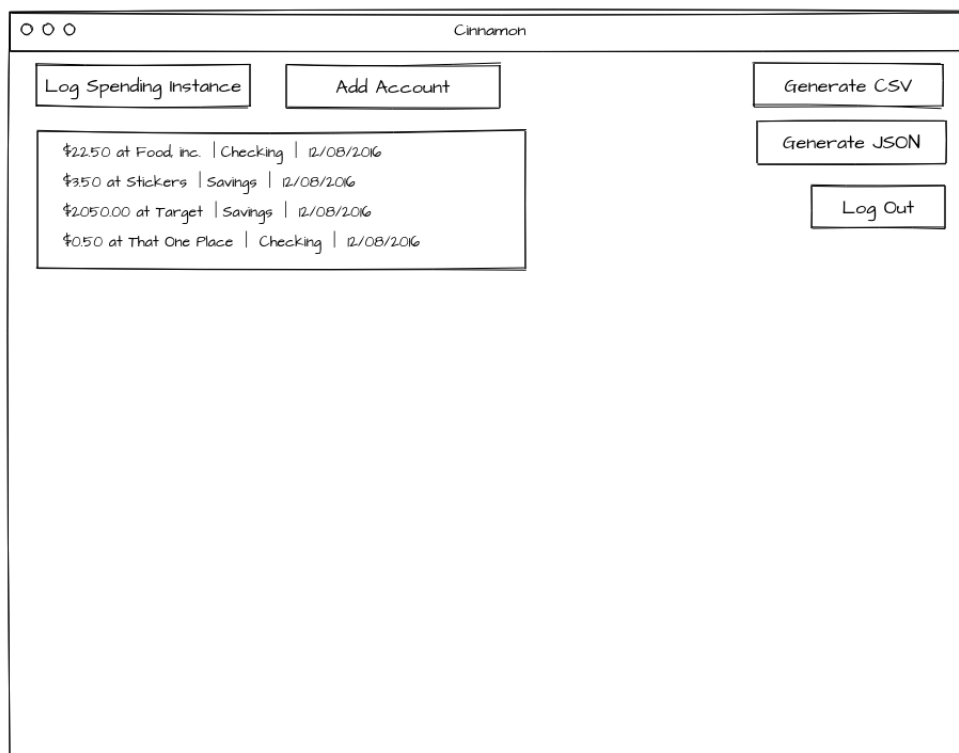 Cinnamon
Log Spending Instance
Add Account
Generate CSV
Generate JSON
Log Out
$22.50 at Food, inc. | Checking | 12/08/2016
$3.50 at Stickers | Savings | 12/08/2016
$2050.00 at Target | Savings | 12/08/2016
$0.50 at That One Place | Checking | 12/08/2016